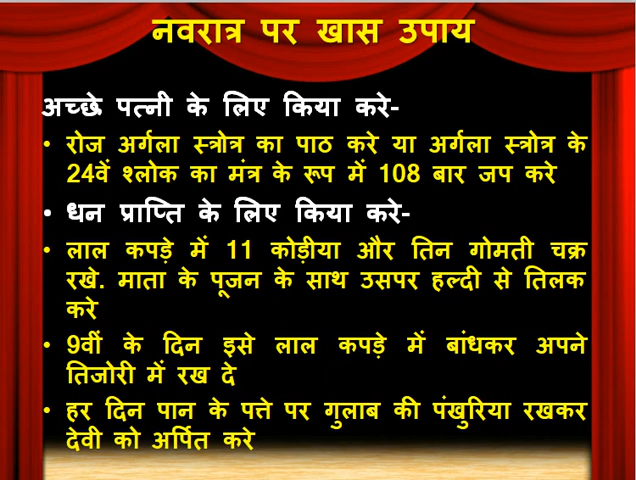 नवरात्र पर खास उपाय
अच्छे पत्नी के लिए किया करे-
• रोज अर्गला स्त्रोत्र का पाठ करे या अर्गला स्त्रोत्र के
24वें श्लोक का मंत्र के रूप में 108 बार जप करे
• धन प्राप्ति के लिए किया करे-
• लाल कपड़े में 11 कोड़ीया और तिन गोमती चक्र
रखे. माता के पूजन के साथ उसपर हल्दी से तिलक
करे
• 9वीं के दिन इसे लाल कपड़े में बांधकर अपने
तिजोरी में रख दे
• हर दिन पान के पत्ते पर गुलाब की पंखुरिया रखकर
देवी को अर्पित करे